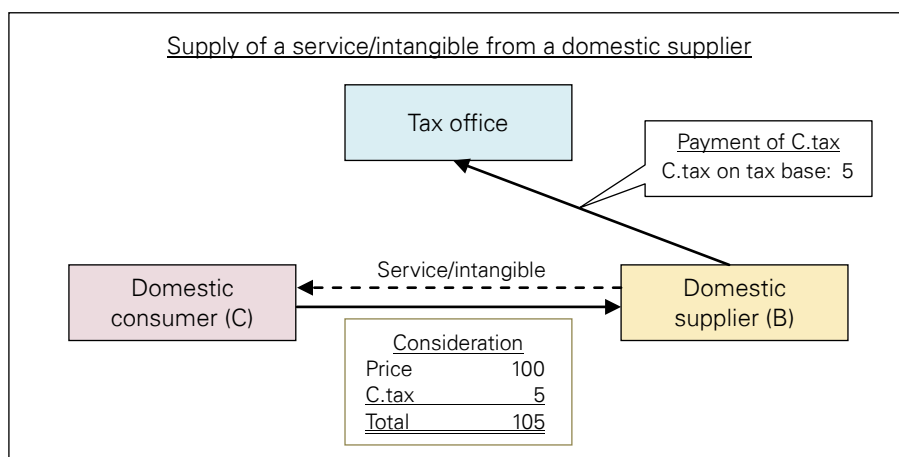 Supply of a service/intangible from a domestic supplier
Tax office
Payment of C.tax
C.tax on tax base: 5
Service/intangible
Domestic
consumer (C)
Domestic
supplier (B)
Consideration
Price 100
C.tax 5
Total 105